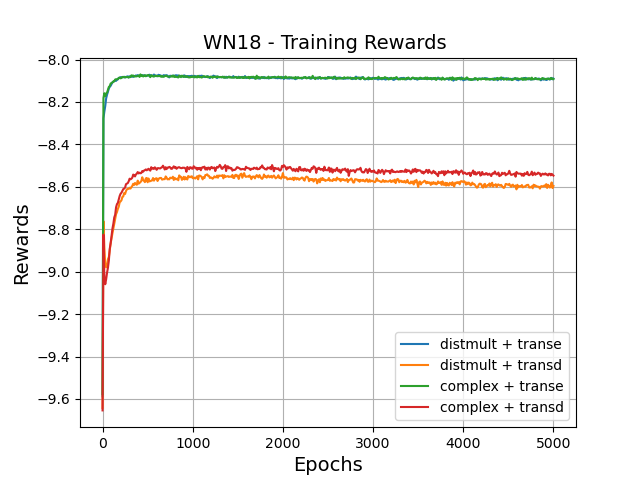 WN18 - Training Rewards
Rewards
−8.0
−8.2
−8.4
−8.6
−8.8
−9.0
−9.2
−9.4
−9.6
distmult + transe
distmult + transd
complex + transe
complex + transd
0 1000 2000 3000 4000 5000
Epochs